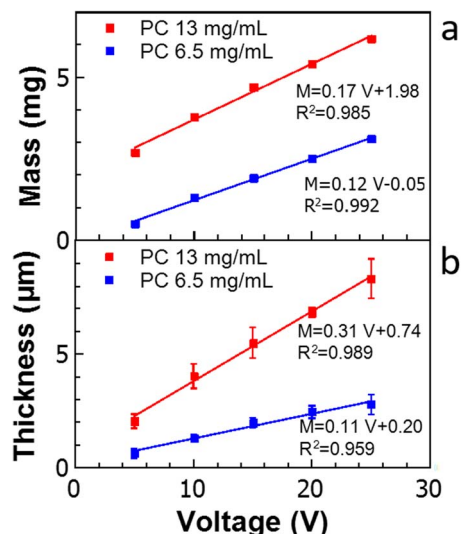 a
PC 13 mg/mL
PC 6.5 mg/mL
Mass (mg)
5
0
M=0.17 V+1.98
R²=0.985
M=0.12 V-0.05
R²=0.992
b
PC 13 mg/mL
PC 6.5 mg/mL
Thickness (μm)
5
0
M=0.31 V+0.74
R²=0.989
M=0.11 V+0.20
R²=0.959
0 10 20 30
Voltage (V)